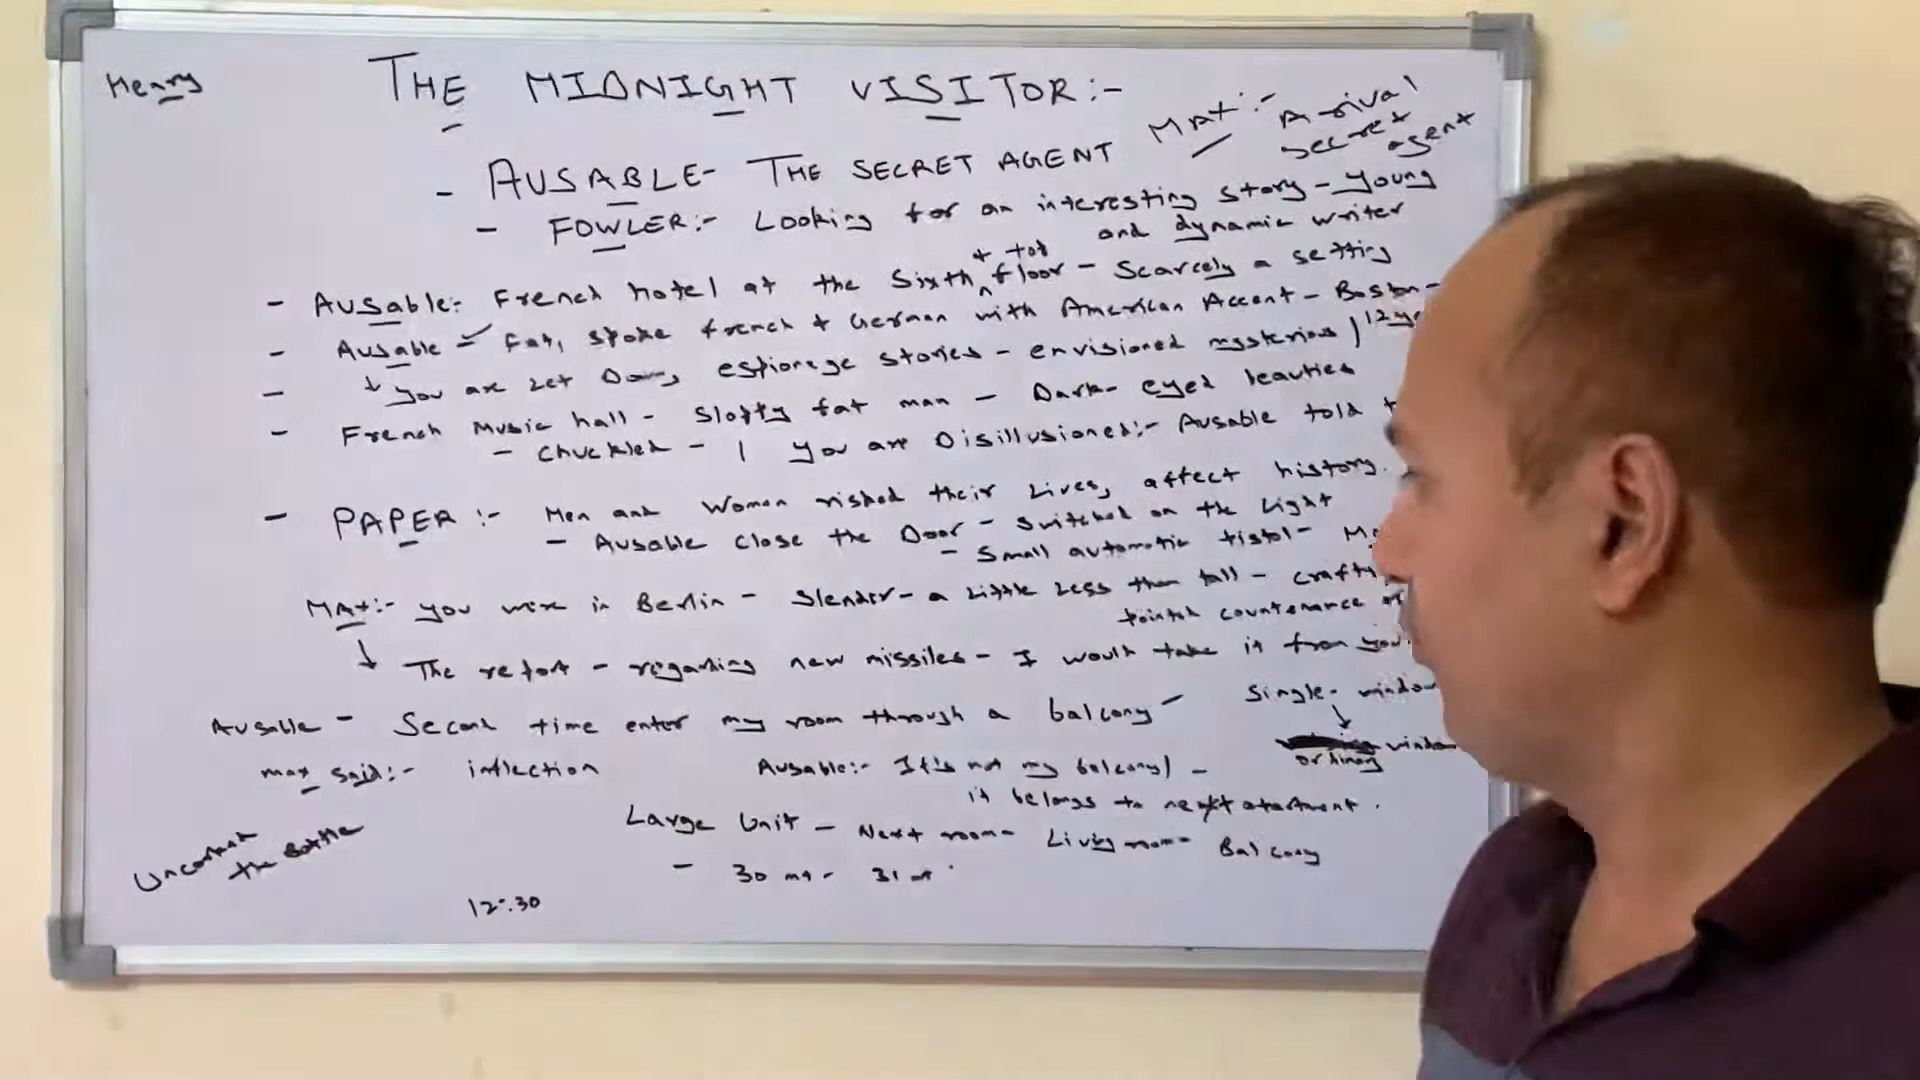 Henry
THE MIDNIGHT VISITOR:-
MAX:- A rival
secret
agent
- AUSABLE- THE SECRET AGENT
- FOWLER:- Looking for an interesting story - young
and dynamic writer
- Ausable:- French hotel at the Sixth + top floor - Scarcely a setting
- Ausable - fat, spoke french & German with American Accent - Boston -
- ↓ you are let Down, espionage stories - envisioned mysterious / 12
- French Music hall - Sloppy fat man - Dark-eyed beauties
- chuckled - you are Disillusioned:- Ausable told
- PAPER:- Men and Women risked their lives, affect history.
- Ausable close the Door - switched on the light
- Small automatic pistol -
MAX:- you were in Berlin - Slender - a little less than tall - crafty
pointed countenance of
↓ The report - regarding new missiles - I would take it from you
Ausable - Second time enter my room through a balcony - Single- window
↓
window
ordinary
max said:- inflection
Ausable:- It's not my balcony! -
it belongs to next apartment.
Large Unit - Next room - Living room - Balcony
Uncorked
the Bottle
- 30 - 31
12:30